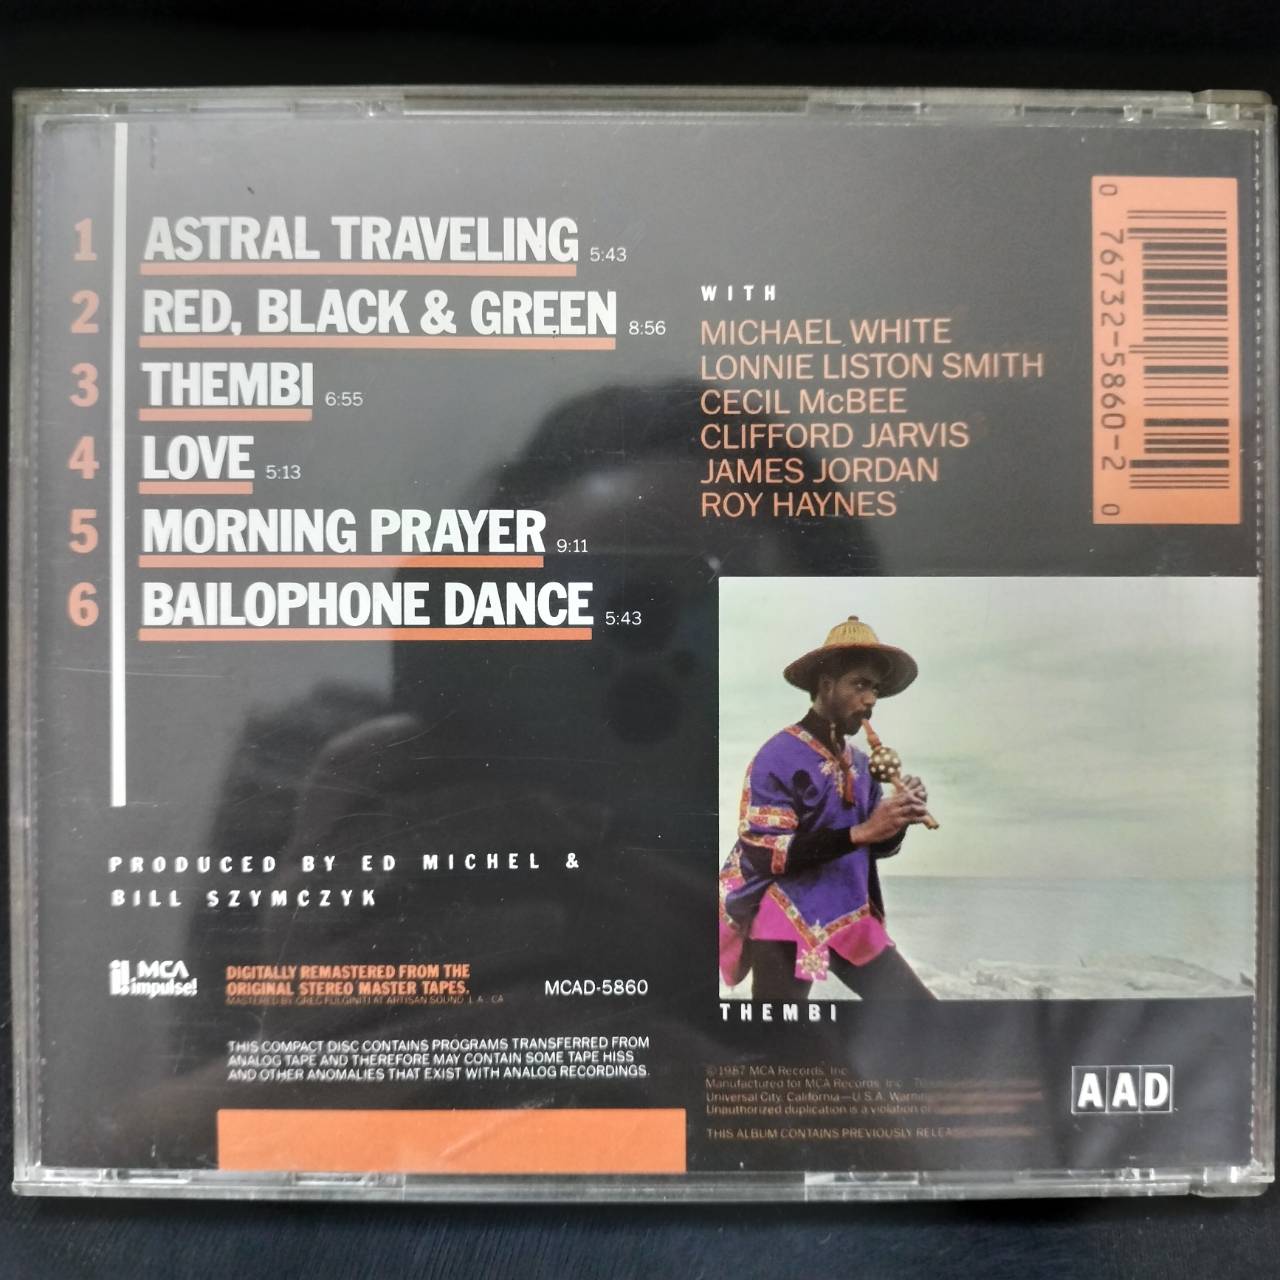 1 ASTRAL TRAVELING 5:43
2 RED, BLACK & GREEN 8:56
3 THEMBI 6:55
4 LOVE 5:13
5 MORNING PRAYER 9:11
6 BAILOPHONE DANCE 5:43
PRODUCED BY ED MICHEL &
BILL SZYMCZYK
MCA
impulse!
DIGITALLY REMASTERED FROM THE
ORIGINAL STEREO MASTER TAPES.
MASTERED BY GREG FULGINITI AT ARTISAN SOUND, L.A., CA
MCAD-5860
THIS COMPACT DISC CONTAINS PROGRAMS TRANSFERRED FROM
ANALOG TAPE AND THEREFORE MAY CONTAIN SOME TAPE HISS
AND OTHER ANOMALIES THAT EXIST WITH ANALOG RECORDINGS.
WITH
MICHAEL WHITE
LONNIE LISTON SMITH
CECIL McBEE
CLIFFORD JARVIS
JAMES JORDAN
ROY HAYNES
0 76732-5860-2 0
THEMBI
©1987 MCA Records, Inc.
Manufactured for MCA Records, Inc.
Universal City, California—U.S.A.
Unauthorized duplication is a violation of
THIS ALBUM CONTAINS PREVIOUSLY
AAD